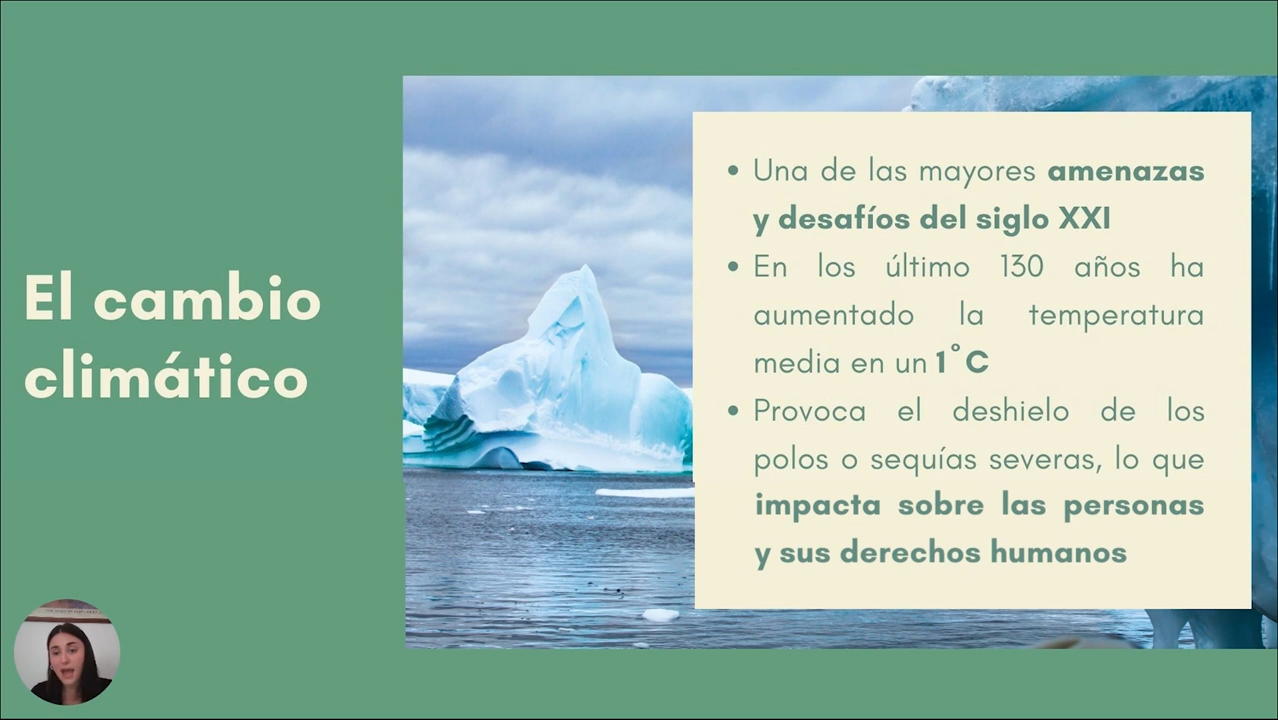 El cambio
climático
• Una de las mayores amenazas
y desafíos del siglo XXI
• En los último 130 años ha
aumentado la temperatura
media en un 1˚C
• Provoca el deshielo de los
polos o sequías severas, lo que
impacta sobre las personas
y sus derechos humanos